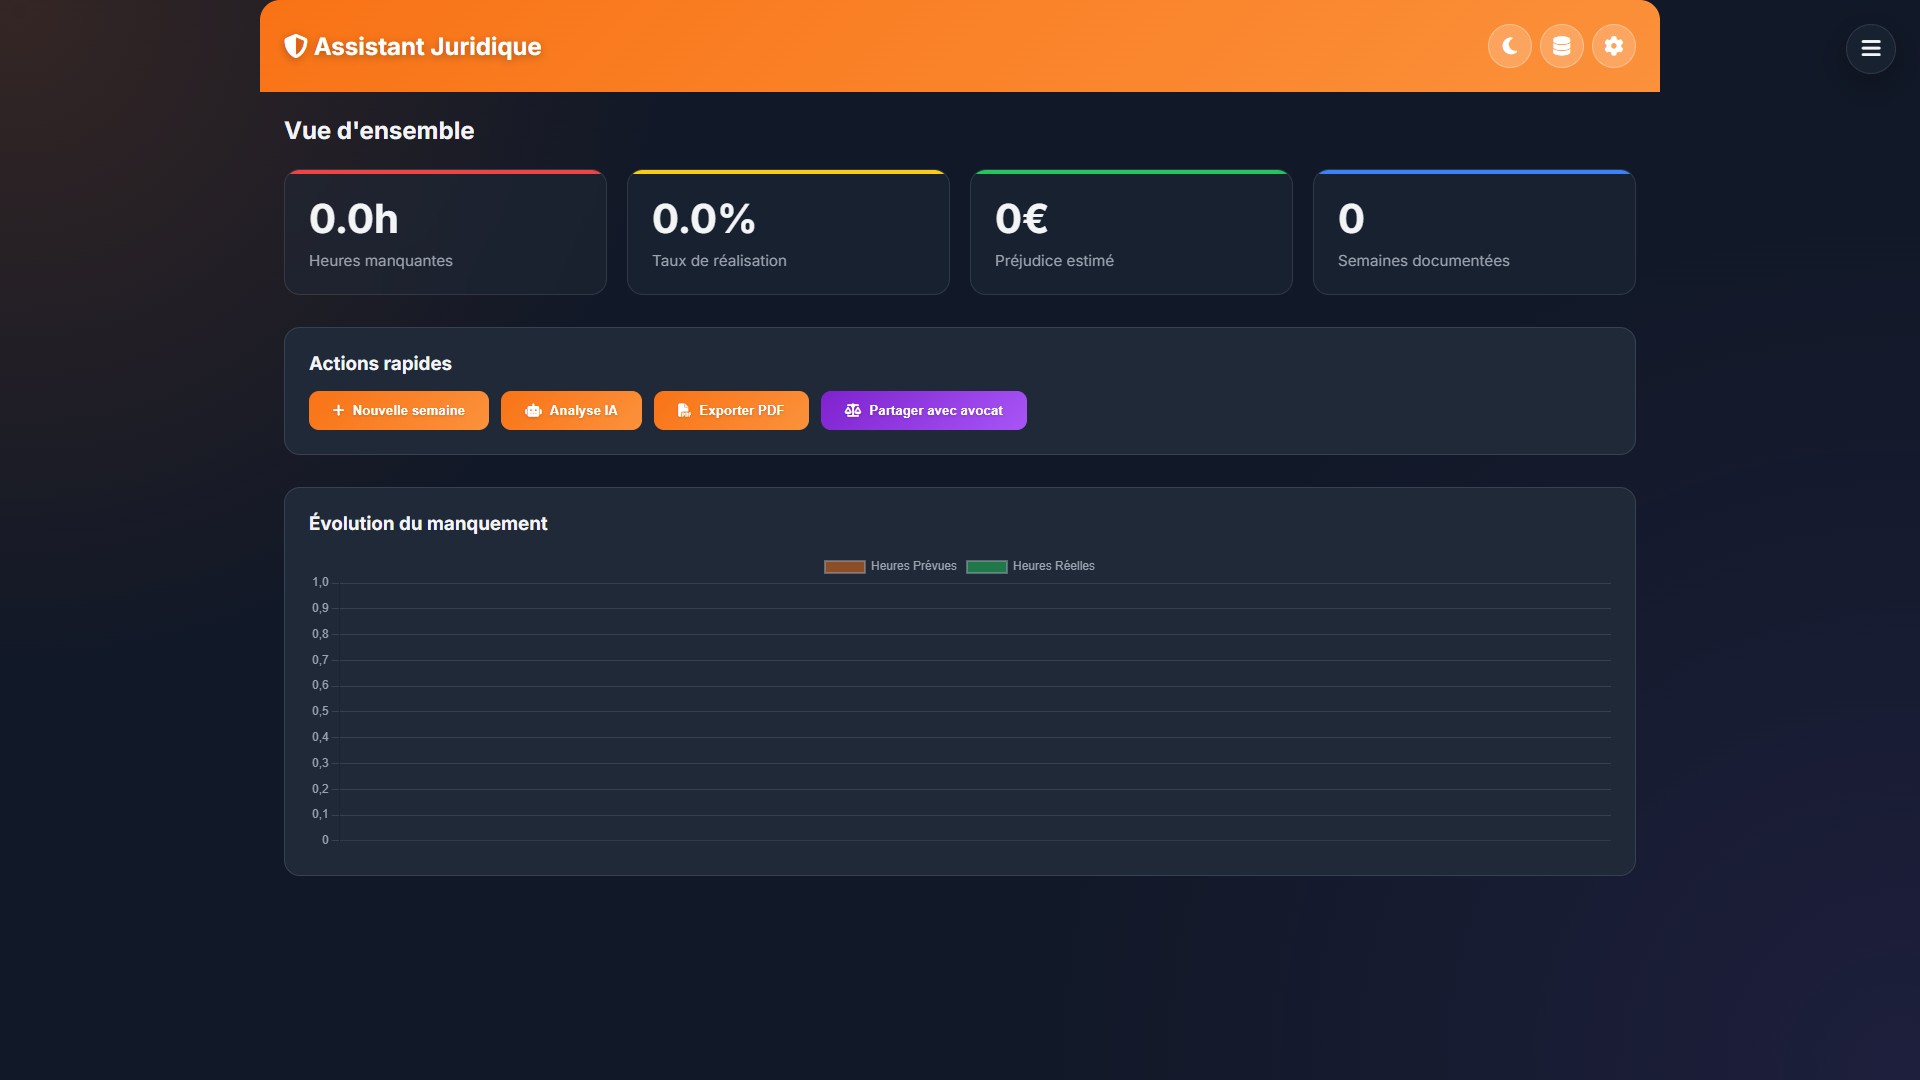 Assistant Juridique
Vue d'ensemble
0.0h
Heures manquantes
0.0%
Taux de réalisation
0€
Préjudice estimé
0
Semaines documentées
Actions rapides
Nouvelle semaine
Analyse IA
Exporter PDF
Partager avec avocat
Évolution du manquement
Heures Prévues
Heures Réelles
1,0
0,9
0,8
0,7
0,6
0,5
0,4
0,3
0,2
0,1
0